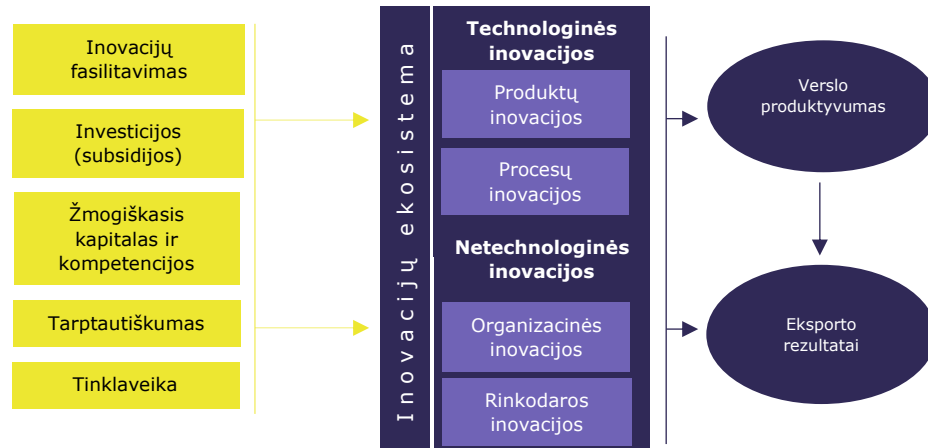 Inovacijų
fasilitavimas
Investicijos
(subsidijos)
Žmogiškasis
kapitalas ir
kompetencijos
Tarptautiškumas
Tinklaveika
Inovacijų ekosistema
Technologinės
inovacijos
Produktų
inovacijos
Procesų
inovacijos
Netechnologinės
inovacijos
Organizacinės
inovacijos
Rinkodaros
inovacijos
Verslo
produktyvumas
Eksporto
rezultatai